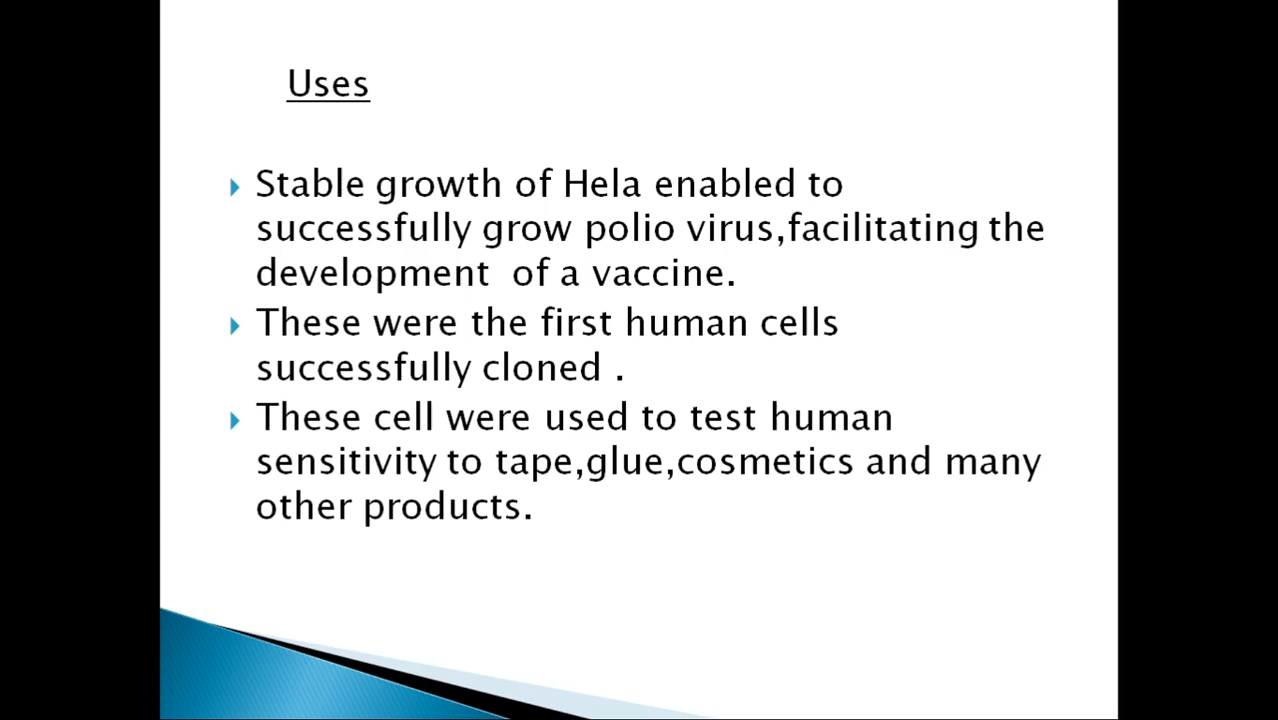 Uses
Stable growth of Hela enabled to
successfully grow polio virus,facilitating the
development  of a vaccine.
These were the first human cells
successfully cloned .
These cell were used to test human
sensitivity to tape,glue,cosmetics and many
other products.